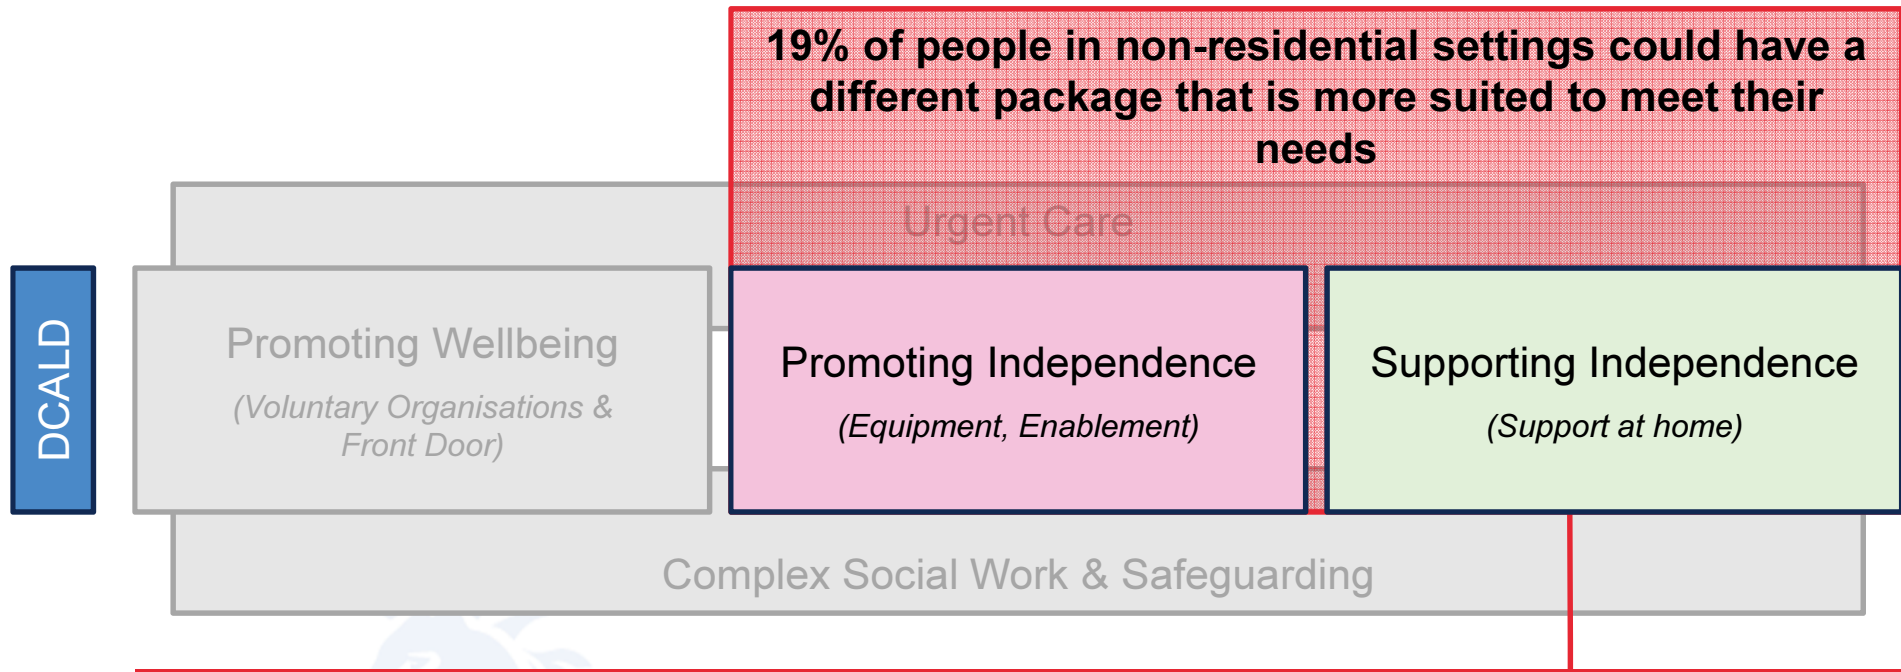 19% of people in non-residential settings could have a
different package that is more suited to meet their
needs
Urgent Care
DCALD
Promoting Wellbeing
(Voluntary Organisations &
Front Door)
Promoting Independence
(Equipment, Enablement)
Supporting Independence
(Support at home)
Complex Social Work & Safeguarding